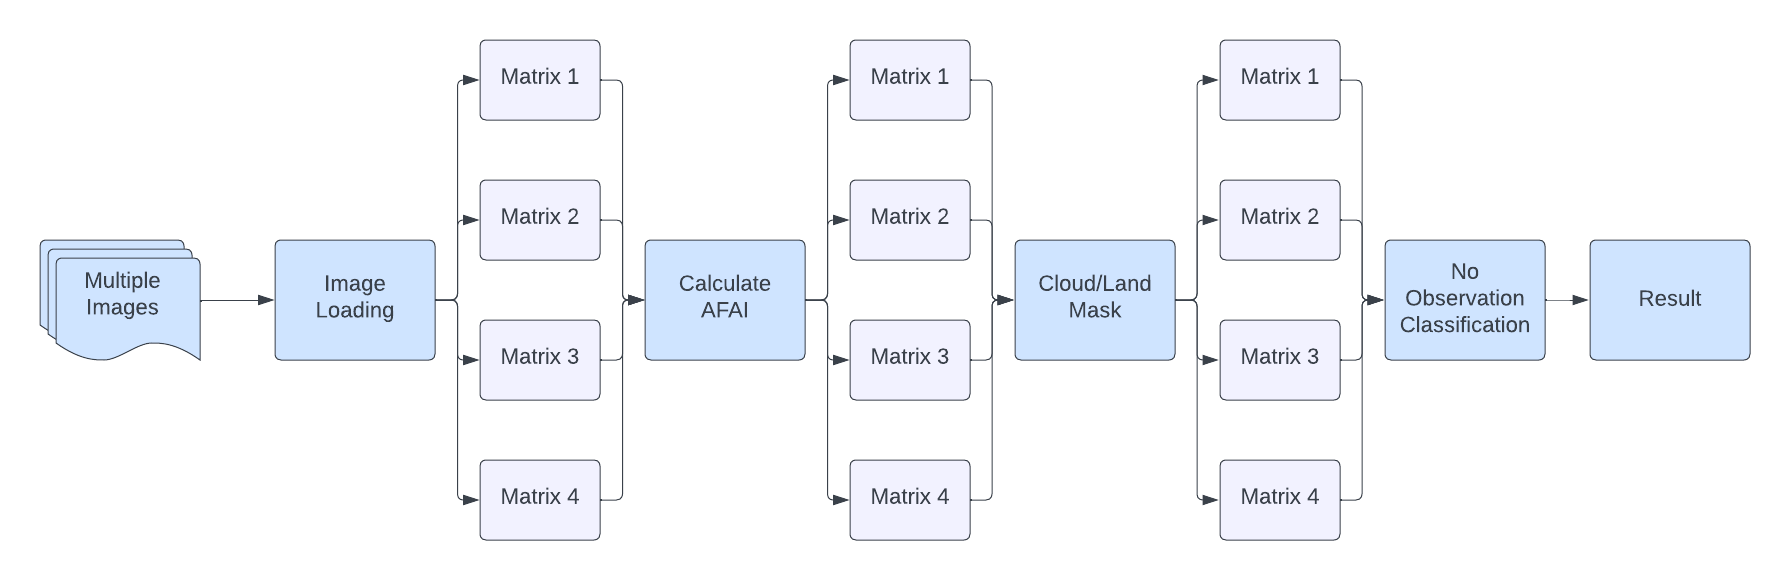 Multiple
Images
Image
Loading
Matrix 1
Matrix 2
Matrix 3
Matrix 4
Calculate
AFAI
Matrix 1
Matrix 2
Matrix 3
Matrix 4
Cloud/Land
Mask
Matrix 1
Matrix 2
Matrix 3
Matrix 4
No
Observation
Classification
Result